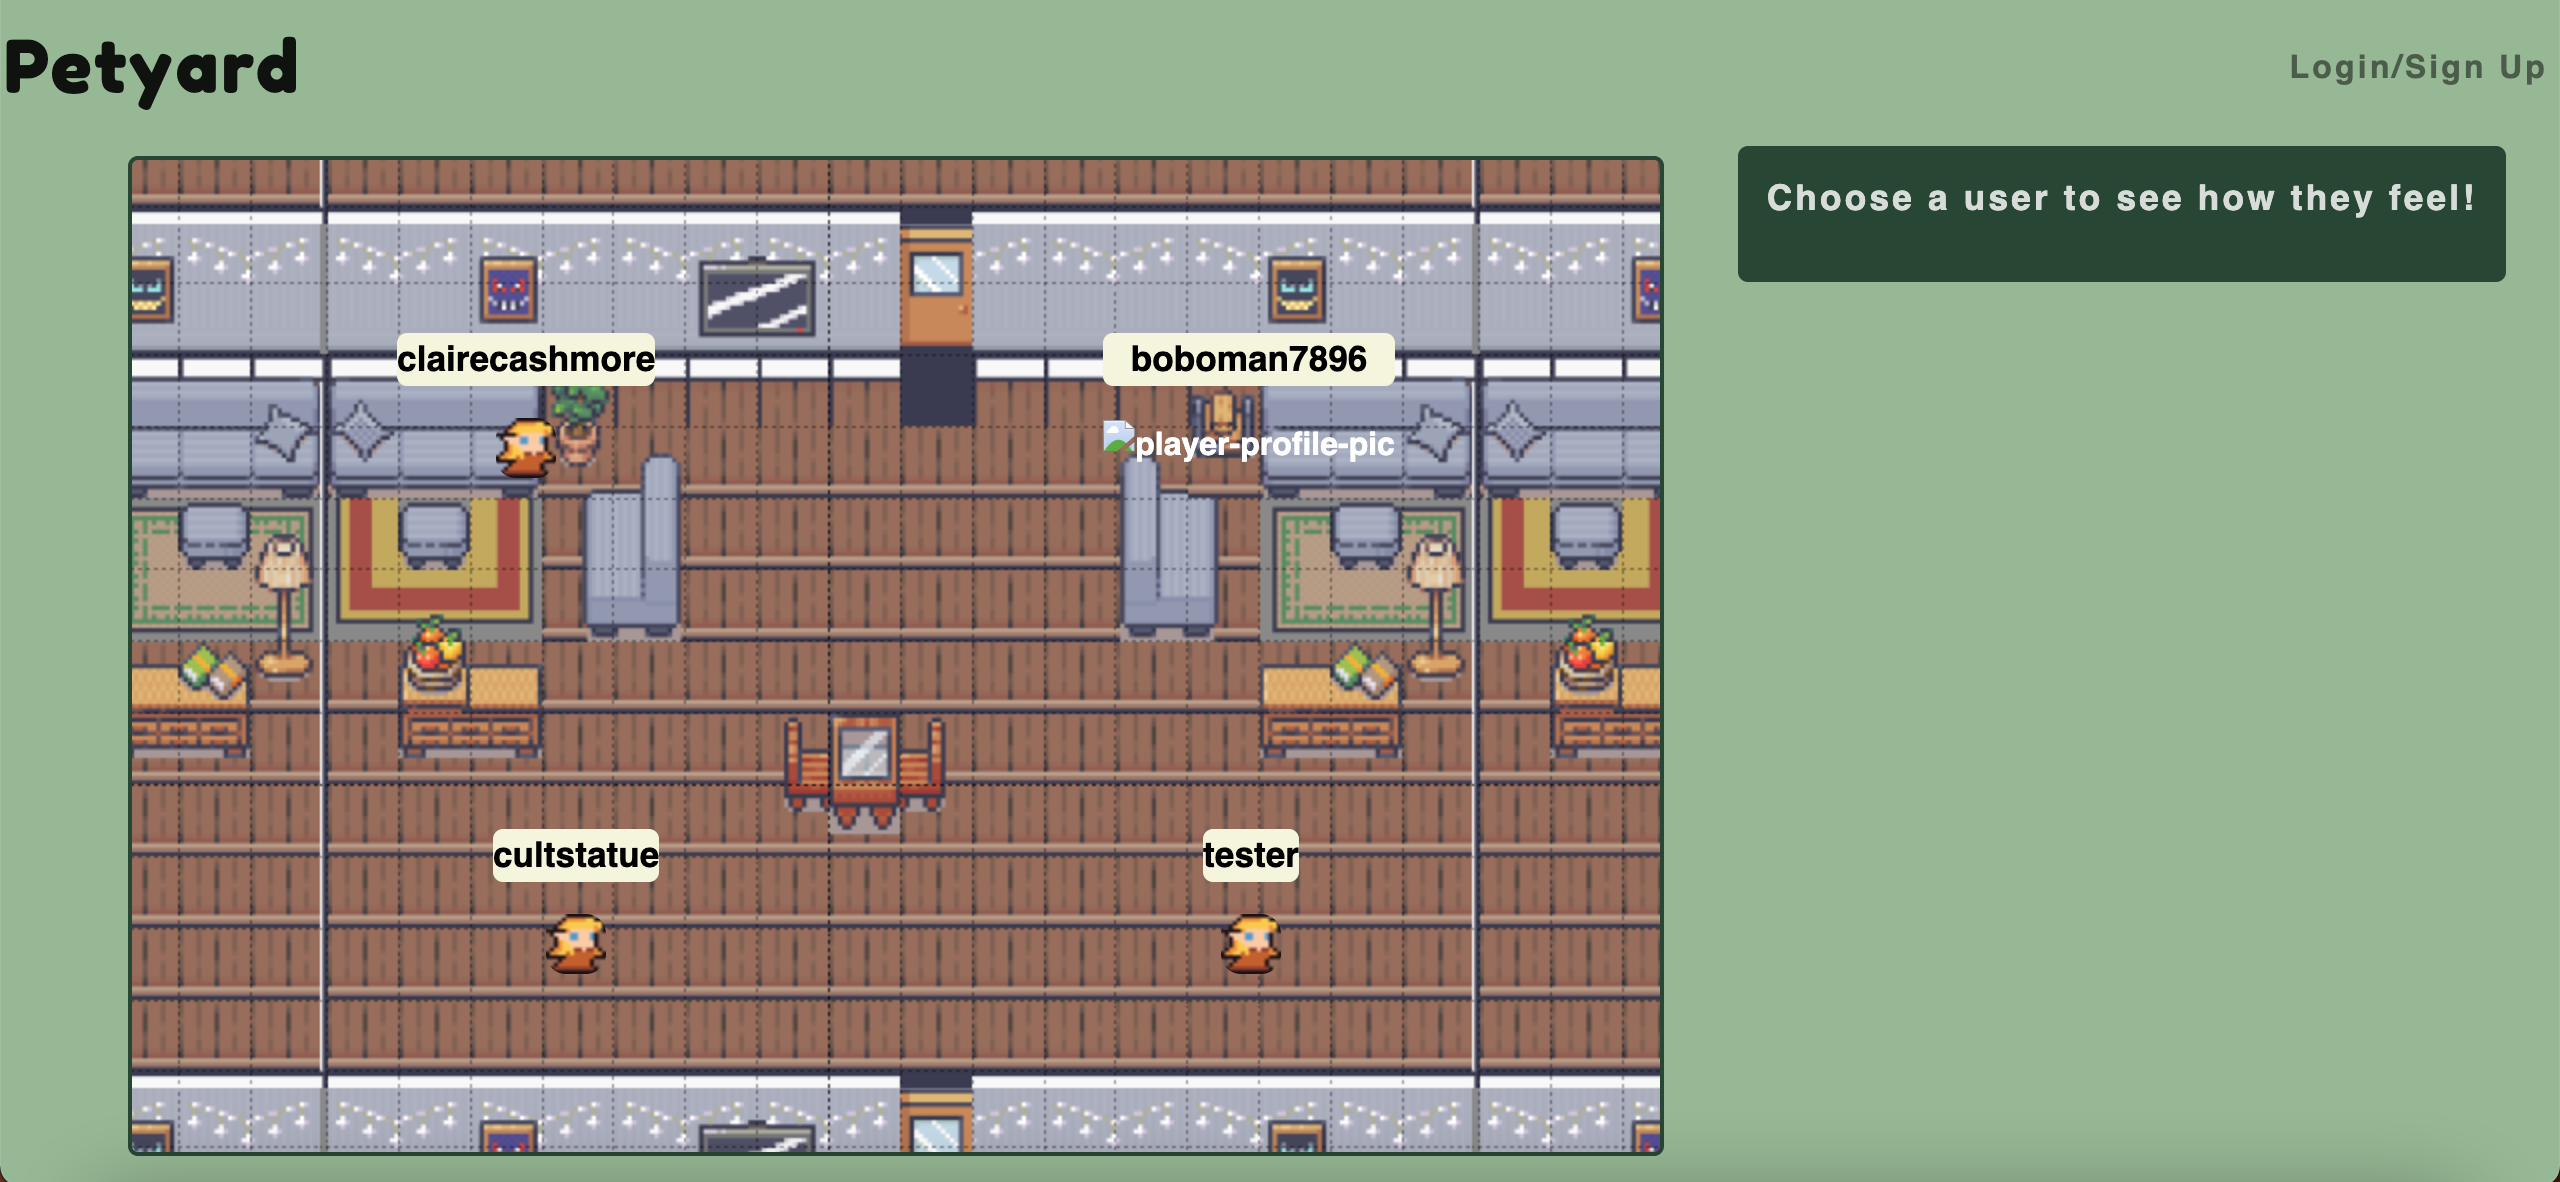 Petyard
Login/Sign Up
Choose a user to see how they feel!
clairecashmore
boboman7896
player-profile-pic
cultstatue
tester